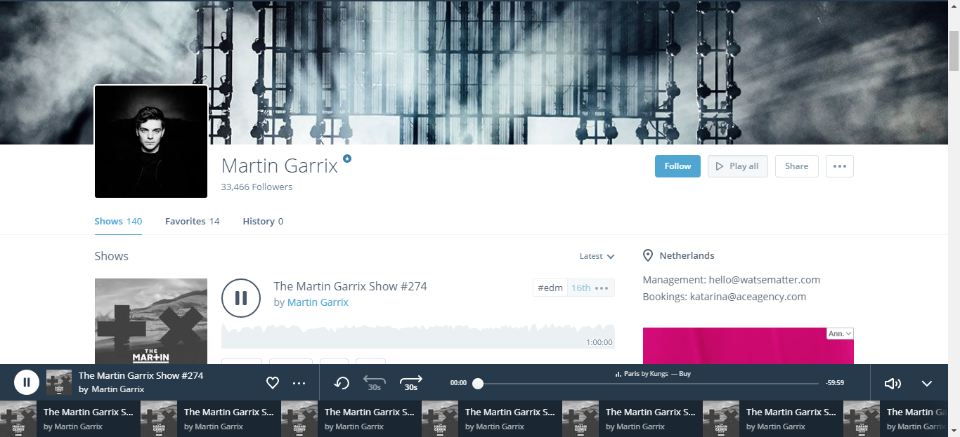 Martin Garrix
33,466 Followers
Follow
Play all
Share
Shows 140
Favorites 14
History 0
Shows
Latest
Netherlands
Management: hello@watsematter.com
Bookings: katarina@aceagency.com
The Martin Garrix Show #274
by Martin Garrix
#edm 16th
1:00:00
THE
MARTIN
Ann.
The Martin Garrix Show #274
by Martin Garrix
30s
30s
00:00
Paris by Kungs — Buy
-59:59
The Martin Garrix S...
by Martin Garrix
The Martin Garrix S...
by Martin Garrix
The Martin Garrix S...
by Martin Garrix
The Martin Garrix S...
by Martin Garrix
The Martin Garrix S...
by Martin Garrix
The Martin Garrix S...
by Martin Garrix
The Martin G
by Martin Garrix